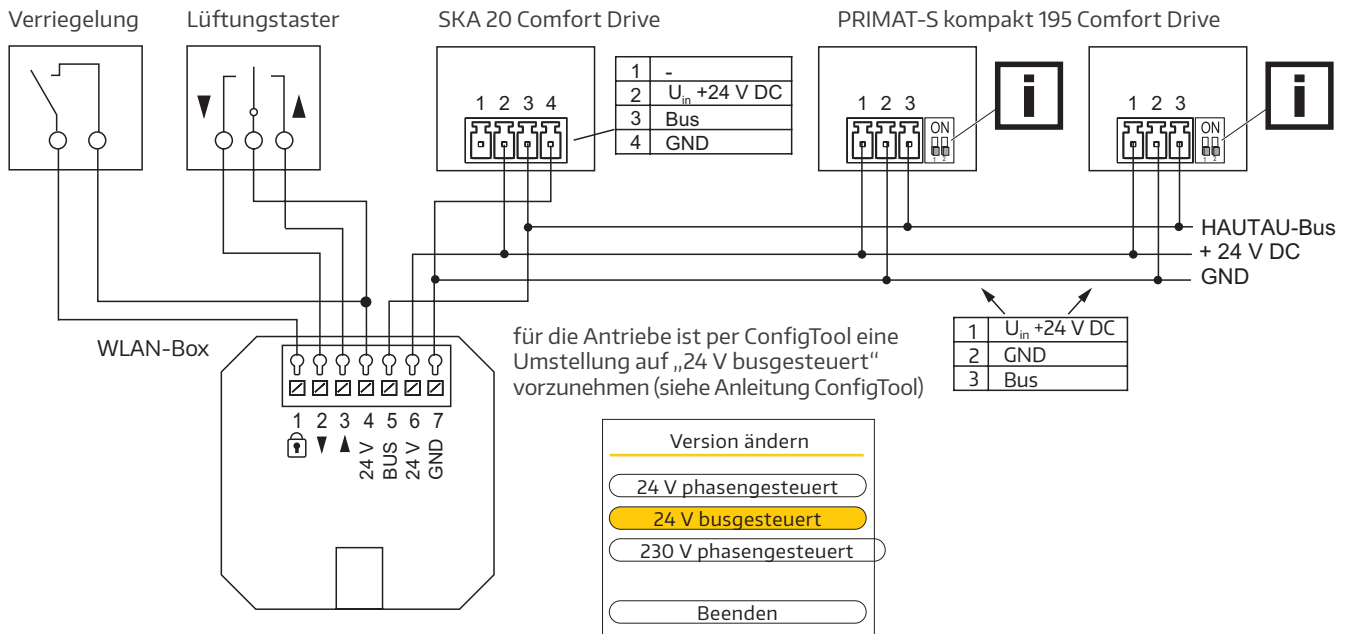 Verriegelung
Lüftungstaster
SKA 20 Comfort Drive
PRIMAT-S kompakt 195 Comfort Drive
1 2 3 4
1 -
2 Uin +24 V DC
3 Bus
4 GND
1 2 3
ON
1 2
i
1 2 3
ON
1 2
i
HAUTAU-Bus
+ 24 V DC
GND
1 Uin +24 V DC
2 GND
3 Bus
WLAN-Box
für die Antriebe ist per ConfigTool eine
Umstellung auf „24 V busgesteuert“
vorzunehmen (siehe Anleitung ConfigTool)
1 2 3 4 5 6 7
24 V
BUS
24 V
GND
Version ändern
24 V phasengesteuert
24 V busgesteuert
230 V phasengesteuert
Beenden